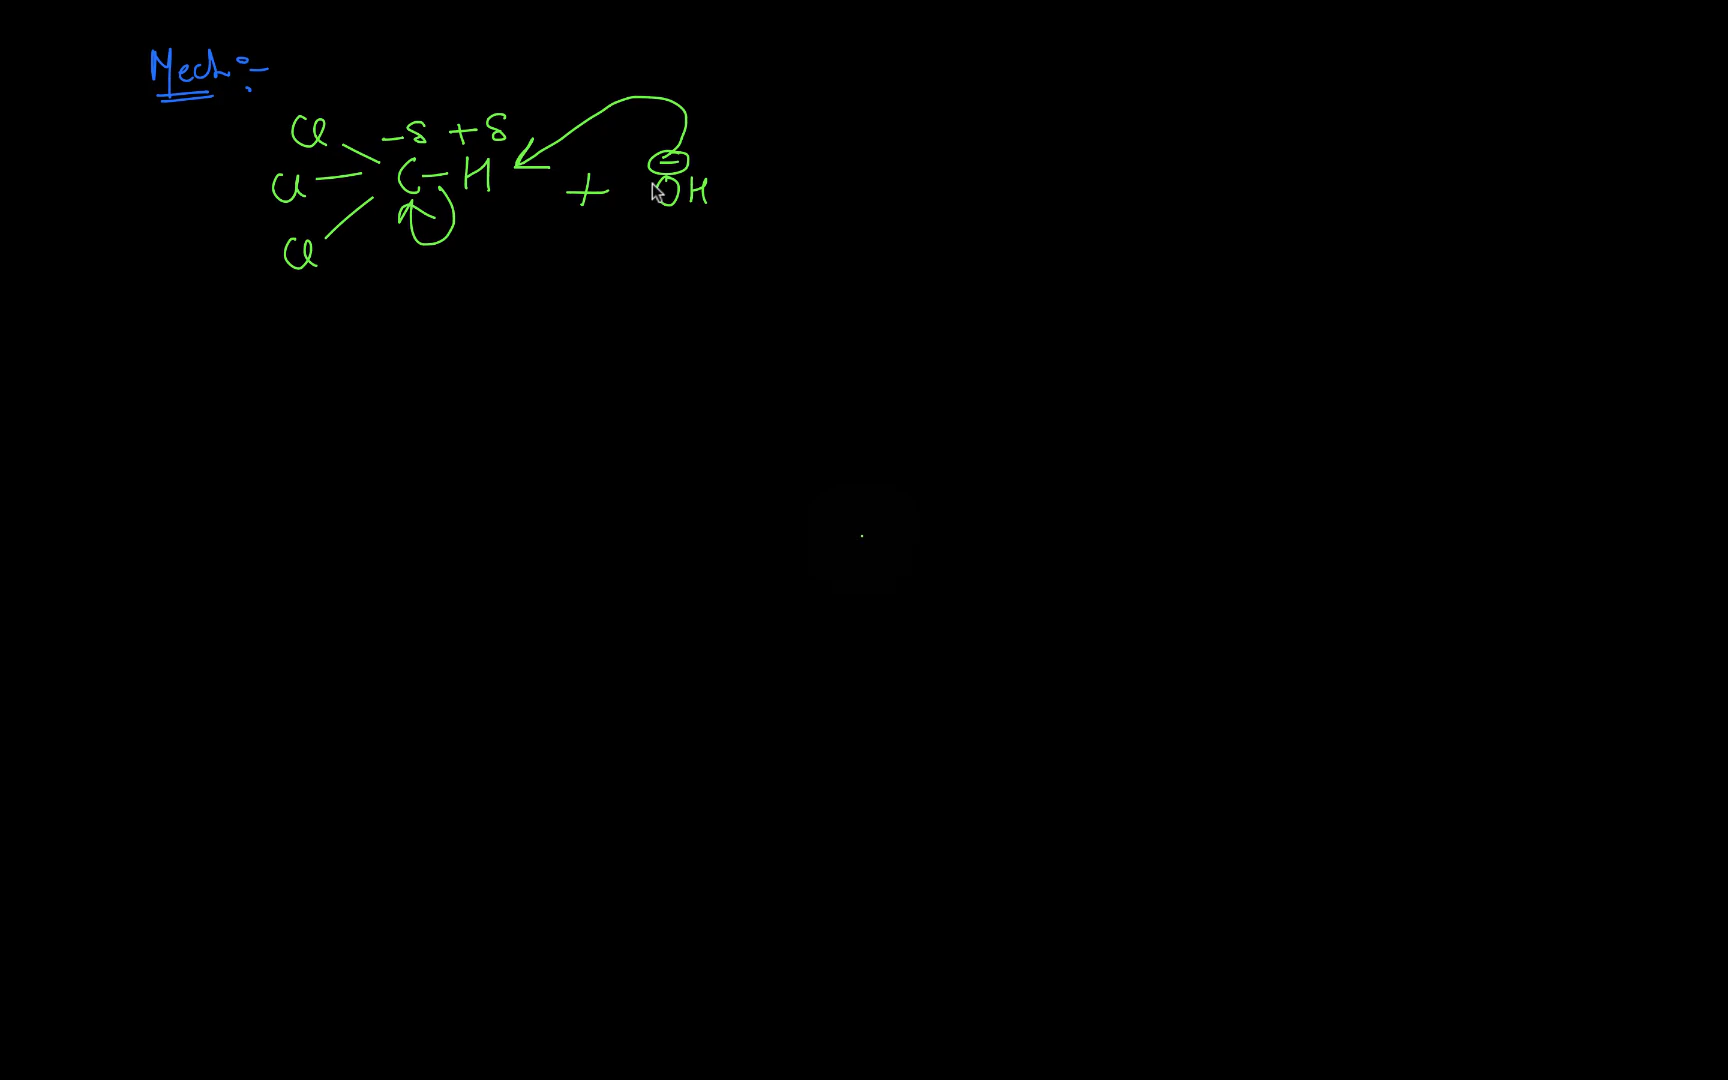 Mech :-
Cl -δ +δ
Cl C-H + OH⁻
Cl